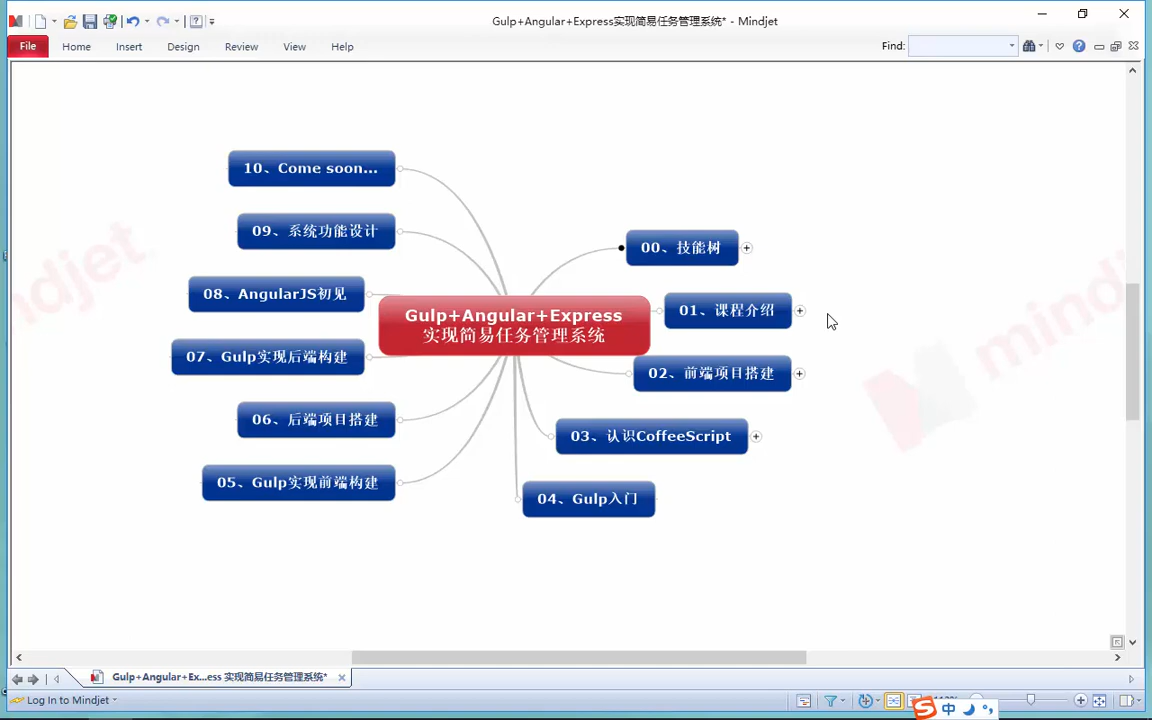 Gulp+Angular+Express实现简易任务管理系统* - Mindjet
File
Home
Insert
Design
Review
View
Help
Find:
10、Come soon...
09、系统功能设计
08、AngularJS初见
07、Gulp实现后端构建
06、后端项目搭建
05、Gulp实现前端构建
Gulp+Angular+Express
实现简易任务管理系统
00、技能树
01、课程介绍
02、前端项目搭建
03、认识CoffeeScript
04、Gulp入门
mindjet.
Gulp+Angular+Ex...ess 实现简易任务管理系统*
Log In to Mindjet
中